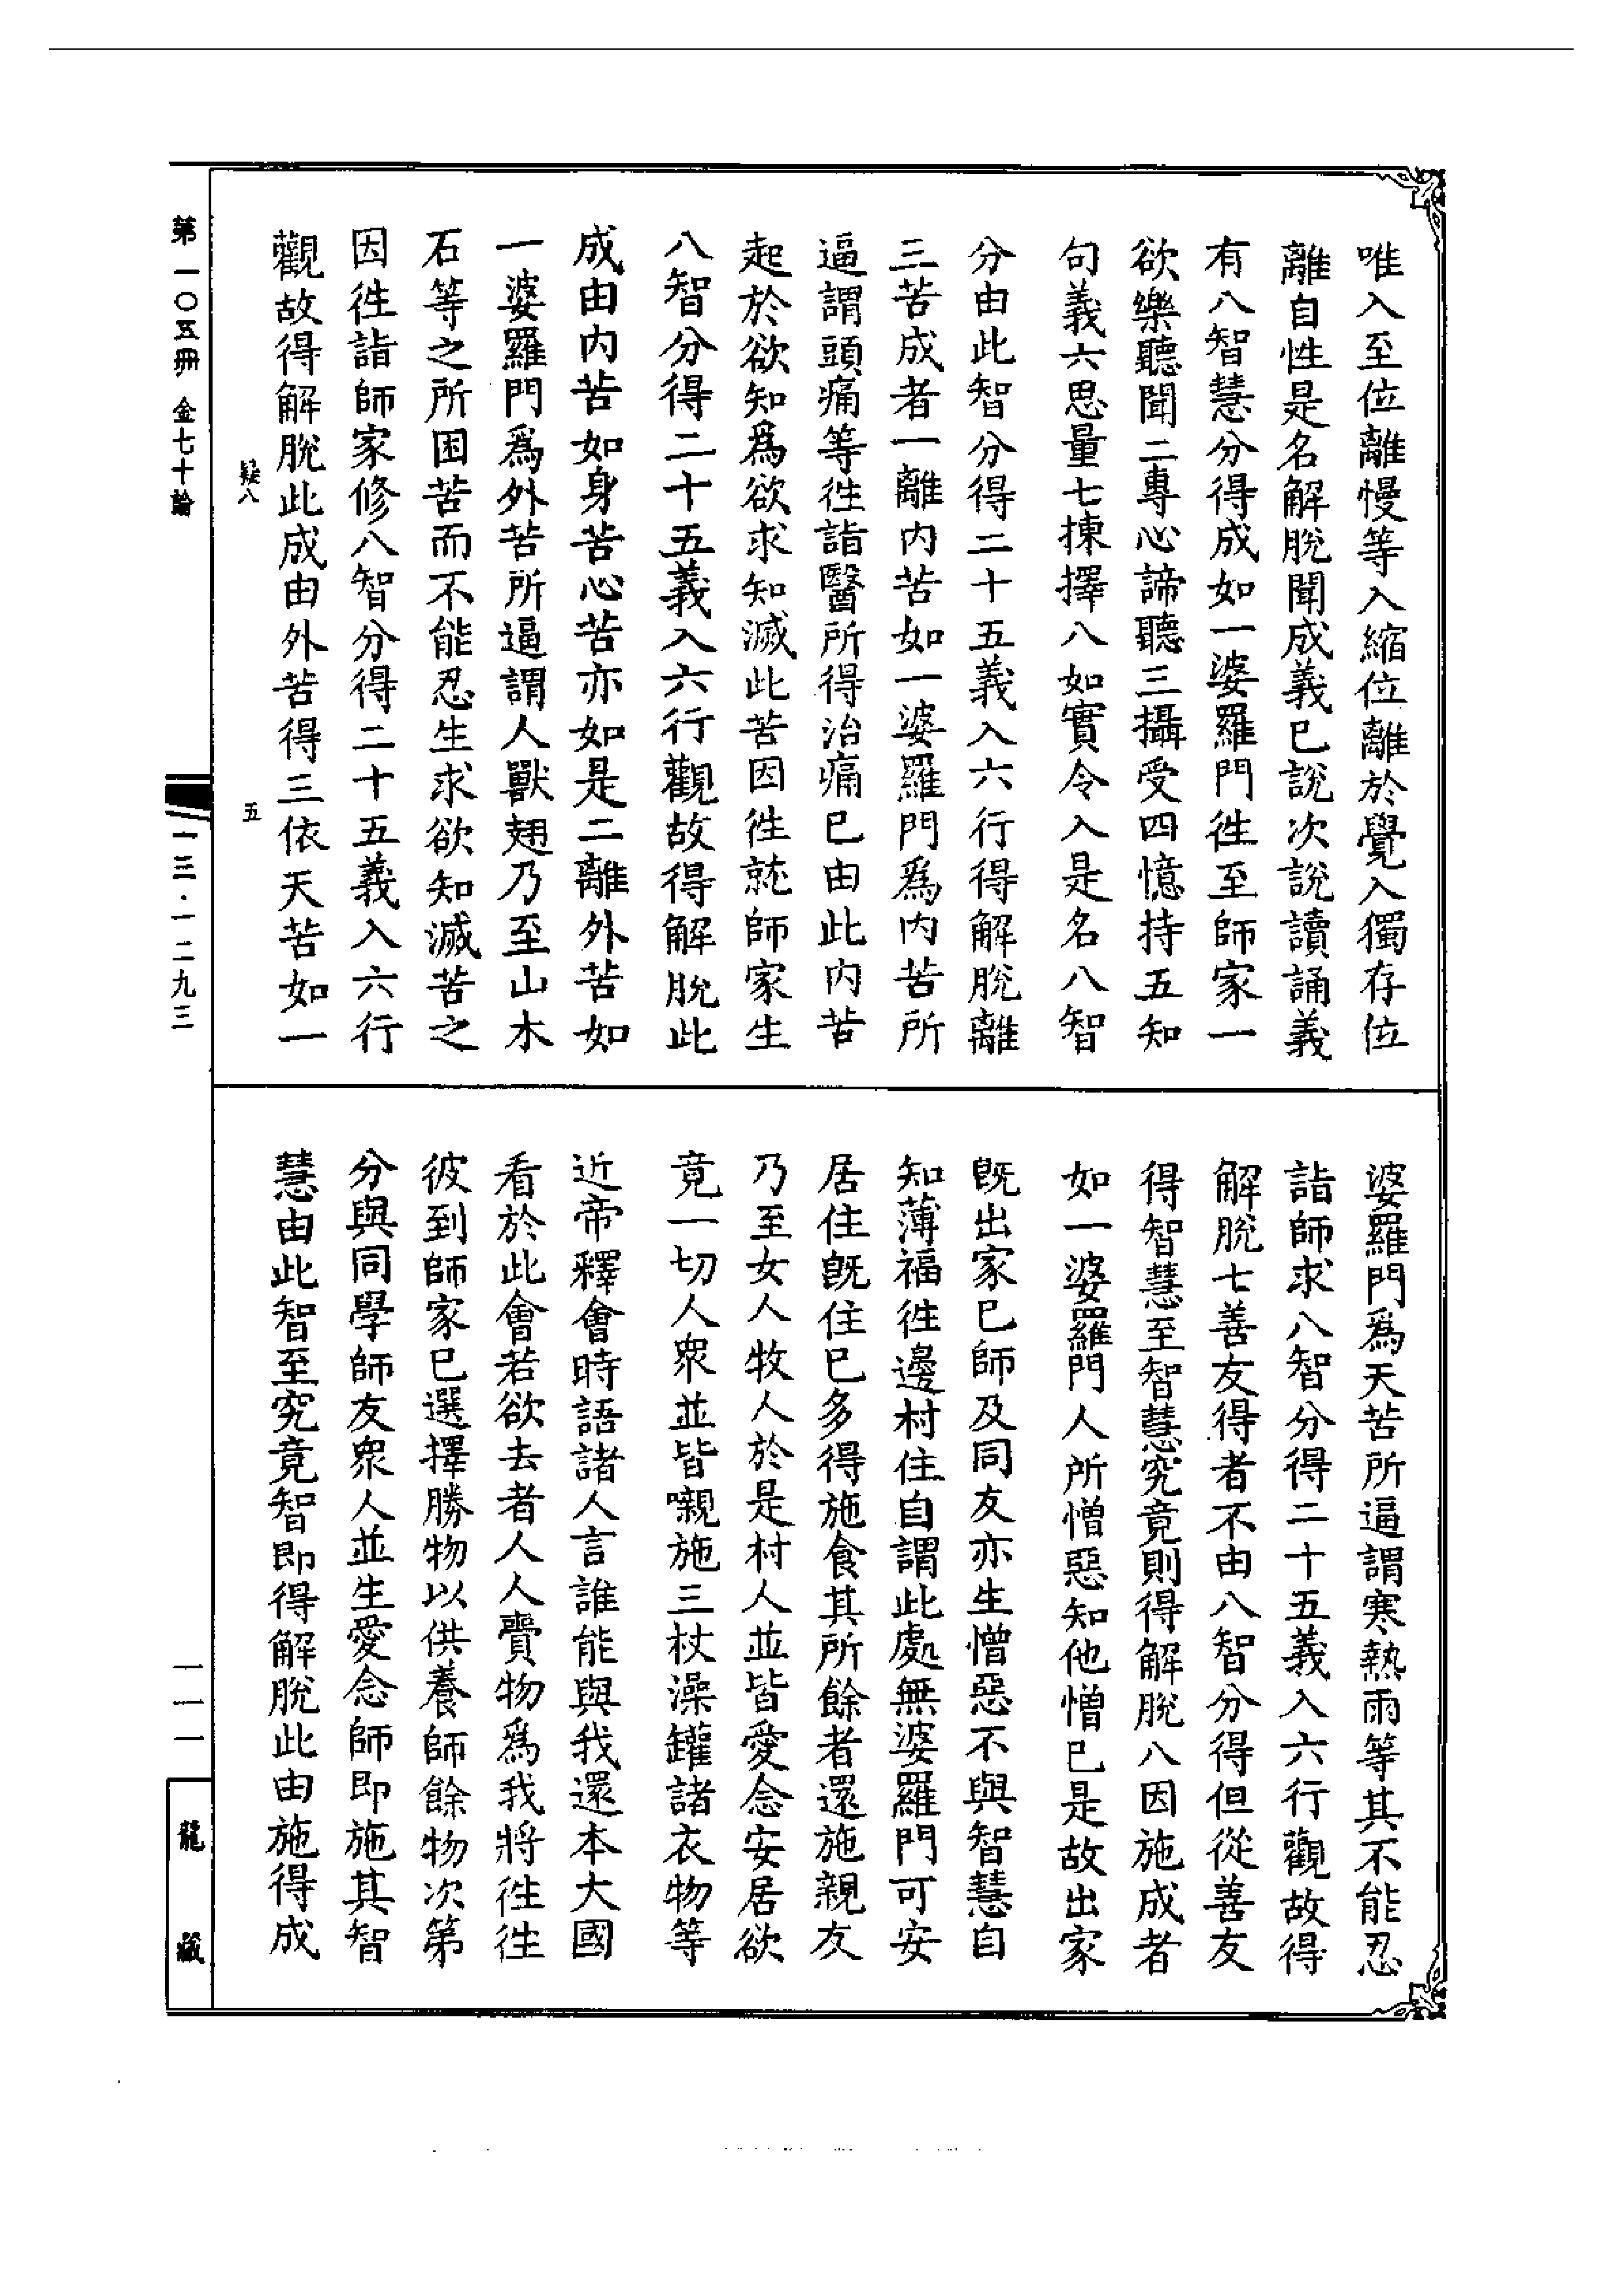 唯入至位離慢等入縮位離於覺入獨存位
離自性是名解脫聞成義已說次說讀誦義
有八智慧分得成如一婆羅門徃至師家一
欲樂聽聞二專心諦聽三攝受四憶持五知
句義六思量七揀擇八如實令入是名八智
分由此智分得二十五義入六行得解脫離
三苦成者一離内苦如一婆羅門爲内苦所
逼謂頭痛等徃詣醫所得治痛已由此内苦
起於欲知爲欲求知滅此苦因徃就師家生
八智分得二十五義入六行觀故得解脫此
成由内苦如身苦心苦亦如是二離外苦如
一婆羅門爲外苦所逼謂人獸翅乃至山木
石等之所困苦而不能忍生求欲知滅苦之
因徃詣師家修八智分得二十五義入六行
觀故得解脫此成由外苦得三依天苦如一
婆羅門爲天苦所逼謂寒熱雨等其不能忍
詣師求八智分得二十五義入六行觀故得
解脫七善友得者不由八智分得但從善友
得智慧至智慧究竟則得解脫八因施成者
如一婆羅門人所憎惡知他憎已是故出家
旣出家已師及同友亦生憎惡不與智慧自
知薄福徃邊村住自謂此處無婆羅門可安
居住旣住已多得施食其所餘者還施親友
乃至女人牧人於是村人並皆愛念安居欲
竟一切人衆並皆嚫施三杖澡罐諸衣物等
近帝釋會時語諸人言誰能與我還本大國
看於此會若欲去者人人賷物爲我將徃徃
彼到師家已選擇勝物以供養師餘物次第
分與同學師友衆人並生愛念師即施其智
慧由此智至究竟智即得解脫此由施得成
疑八
五
第一〇五冊 金七十論
一三·一二九三
一一一
龍藏